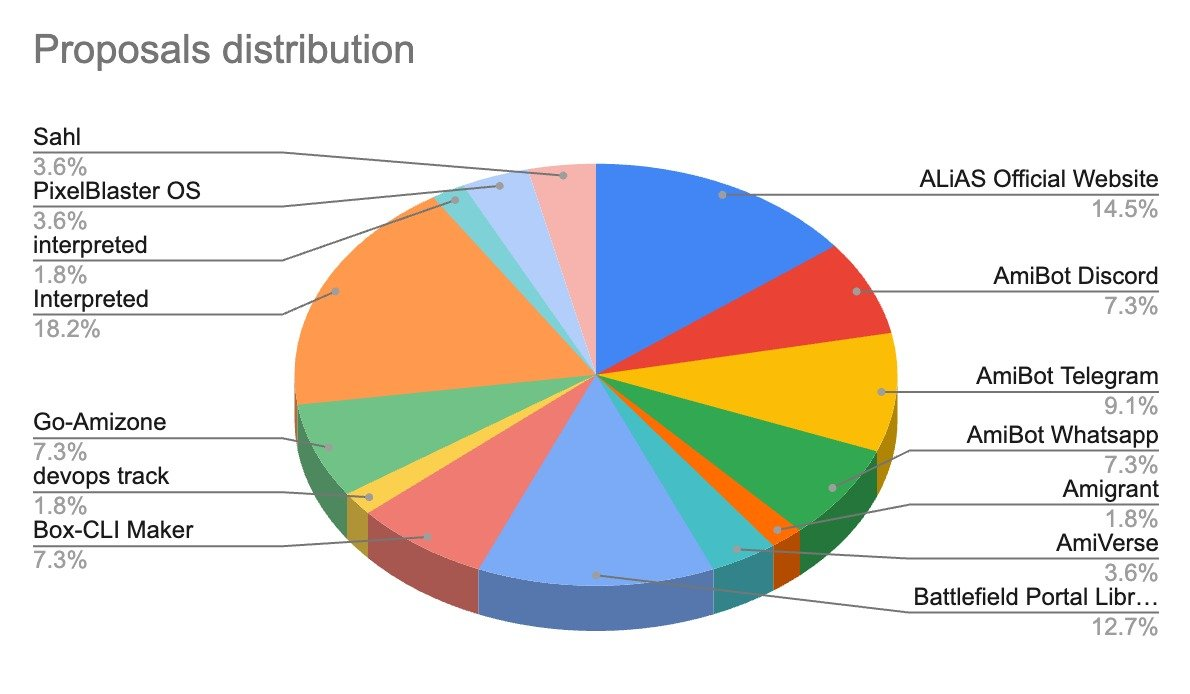 Proposals distribution
Sahl
3.6%
PixelBlaster OS
3.6%
interpreted
1.8%
Interpreted
18.2%
Go-Amizone
7.3%
devops track
1.8%
Box-CLI Maker
7.3%
ALiAS Official Website
14.5%
AmiBot Discord
7.3%
AmiBot Telegram
9.1%
AmiBot Whatsapp
7.3%
Amigrant
1.8%
AmiVerse
3.6%
Battlefield Portal Libr…
12.7%